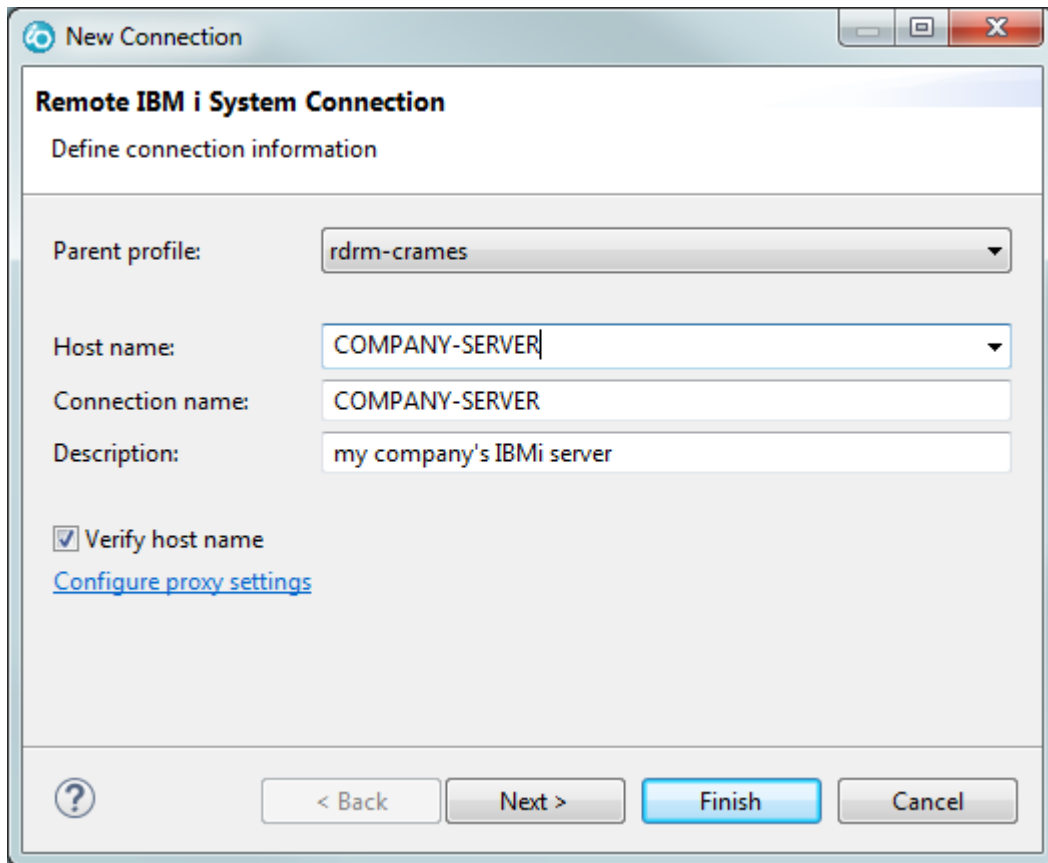 New Connection
Remote IBM i System Connection
Define connection information
Parent profile: rdrm-crames
Host name: COMPANY-SERVER
Connection name: COMPANY-SERVER
Description: my company's IBMi server
Verify host name
Configure proxy settings
? < Back Next > Finish Cancel